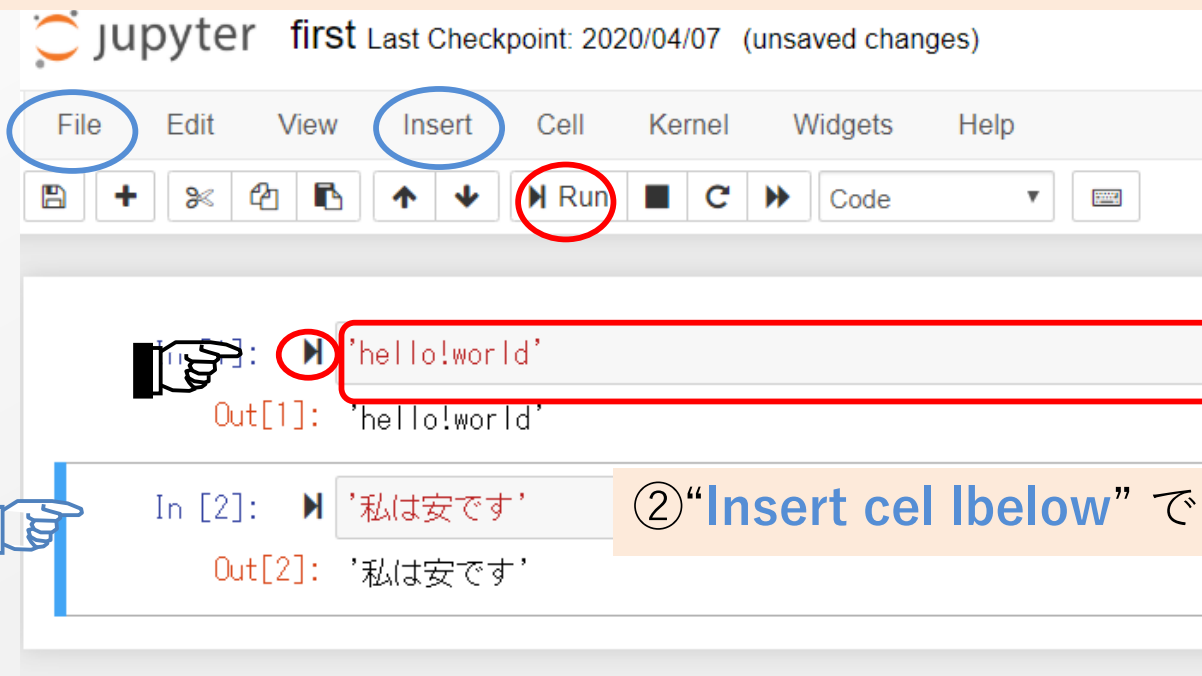 jupyter first Last Checkpoint: 2020/04/07 (unsaved changes)
File Edit View Insert Cell Kernel Widgets Help
Run Code
'hello!world'
Out[1]: 'hello!world'
In [2]: '私は安です' ②“Insert cel lbelow” で
Out[2]: '私は安です'